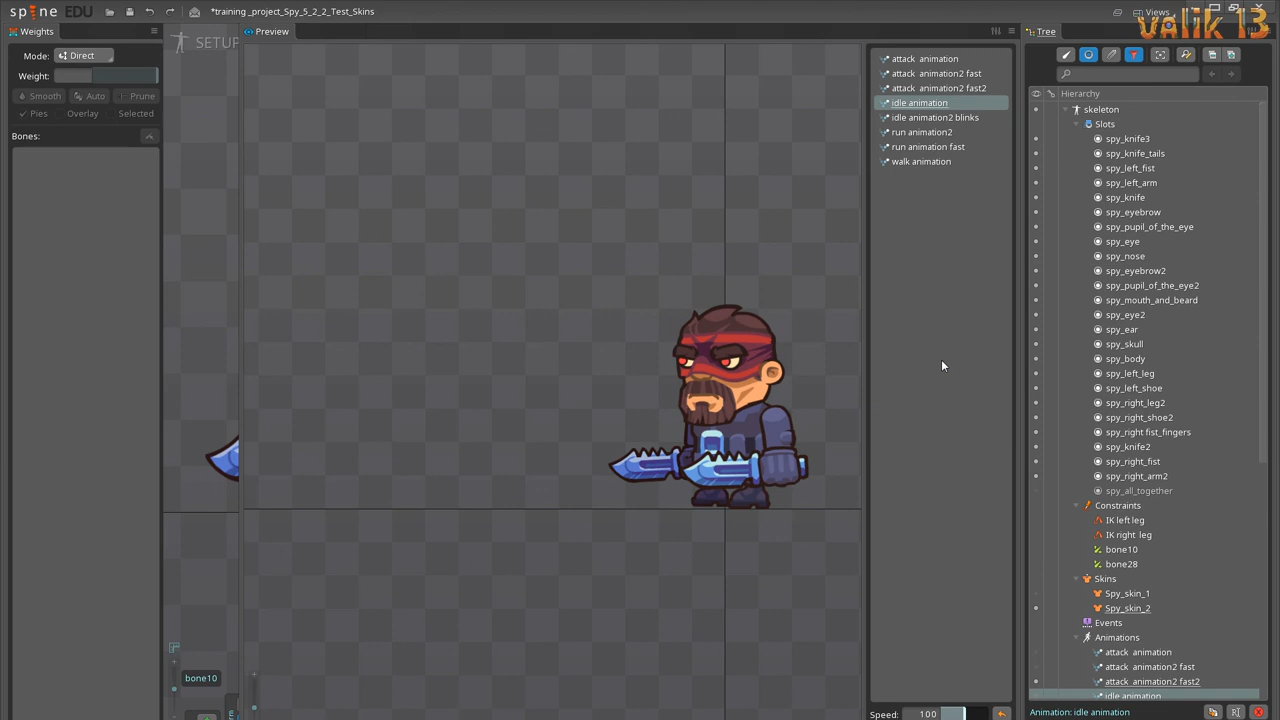 spine EDU
*training_project_Spy_5_2_2_Test_Skins
Views
valik 13
Weights
Mode:
Direct
Weight:
Smooth
Auto
Prune
Pies
Overlay
Selected
Bones:
SETUP
bone10
Preview
attack animation
attack animation2 fast
attack animation2 fast2
idle animation
idle animation2 blinks
run animation2
run animation fast
walk animation
Speed: 100
Tree
Hierarchy
skeleton
Slots
spy_knife3
spy_knife_tails
spy_left_fist
spy_left_arm
spy_knife
spy_eyebrow
spy_pupil_of_the_eye
spy_eye
spy_nose
spy_eyebrow2
spy_pupil_of_the_eye2
spy_mouth_and_beard
spy_eye2
spy_ear
spy_skull
spy_body
spy_left_leg
spy_left_shoe
spy_right_leg2
spy_right_shoe2
spy_right fist_fingers
spy_knife2
spy_right_fist
spy_right_arm2
spy_all_together
Constraints
IK left leg
IK right leg
bone10
bone28
Skins
Spy_skin_1
Spy_skin_2
Events
Animations
attack animation
attack animation2 fast
attack animation2 fast2
idle animation
Animation: idle animation